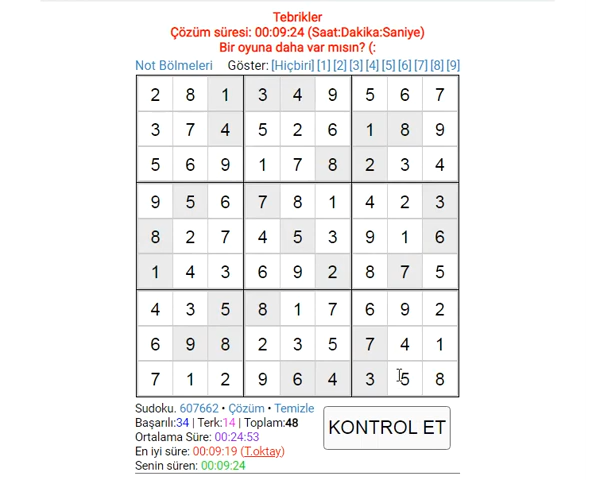 Tebrikler
Çözüm süresi: 00:09:24 (Saat:Dakika:Saniye)
Bir oyuna daha var mısın? (:
Not Bölmeleri Göster: [Hiçbiri] [1] [2] [3] [4] [5] [6] [7] [8] [9]
2 8 1 3 4 9 5 6 7
3 7 4 5 2 6 1 8 9
5 6 9 1 7 8 2 3 4
9 5 6 7 8 1 4 2 3
8 2 7 4 5 3 9 1 6
1 4 3 6 9 2 8 7 5
4 3 5 8 1 7 6 9 2
6 9 8 2 3 5 7 4 1
7 1 2 9 6 4 3 5 8
Sudoku. 607662 • Çözüm • Temizle
Başarılı:34 | Terk:14 | Toplam:48
Ortalama Süre: 00:24:53
En iyi süre: 00:09:19 (T.oktay)
Senin süren: 00:09:24
KONTROL ET